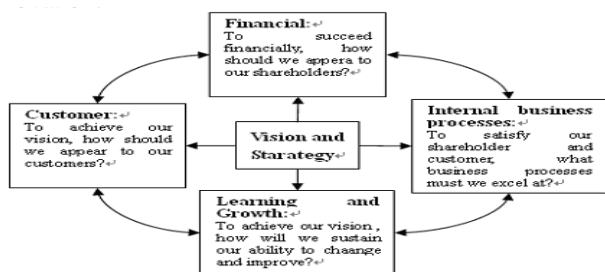 Financial:
To succeed
financially, how
should we appera to
our shareholders?
Customer:
To achieve our
vision, how should
we appear to our
customers?
Vision and
Starategy
Internal business
processes:
To satisfy our
shareholder and
customer, what
business processes
must we excel at?
Learning and
Growth:
To achieve our vision ,
how will we sustain
our ability to chaange
and improve?